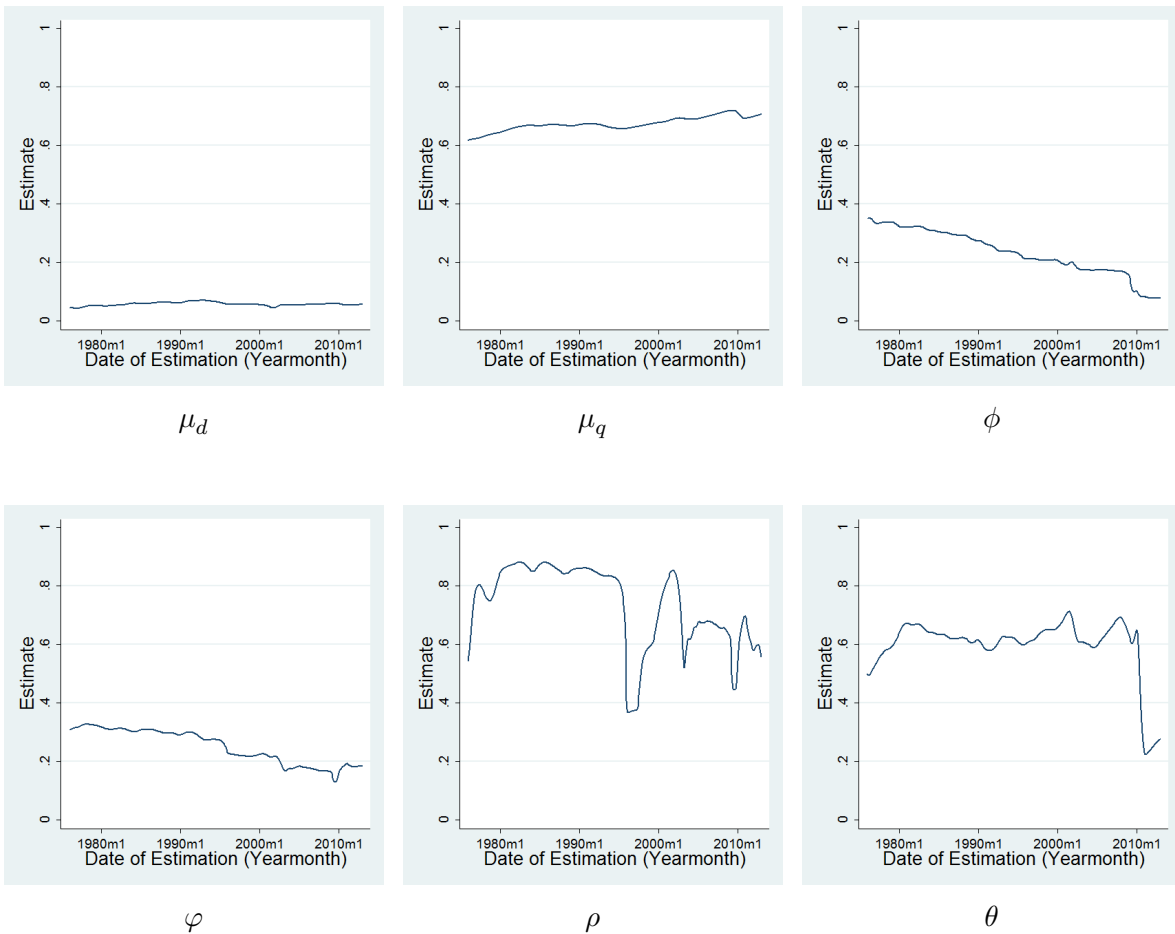 1
.8
.6
.4
.2
0
Estimate
1980m1 1990m1 2000m1 2010m1
Date of Estimation (Yearmonth)
μ_d
1
.8
.6
.4
.2
0
Estimate
1980m1 1990m1 2000m1 2010m1
Date of Estimation (Yearmonth)
μ_q
1
.8
.6
.4
.2
0
Estimate
1980m1 1990m1 2000m1 2010m1
Date of Estimation (Yearmonth)
ϕ
1
.8
.6
.4
.2
0
Estimate
1980m1 1990m1 2000m1 2010m1
Date of Estimation (Yearmonth)
φ
1
.8
.6
.4
.2
0
Estimate
1980m1 1990m1 2000m1 2010m1
Date of Estimation (Yearmonth)
ρ
1
.8
.6
.4
.2
0
Estimate
1980m1 1990m1 2000m1 2010m1
Date of Estimation (Yearmonth)
θ